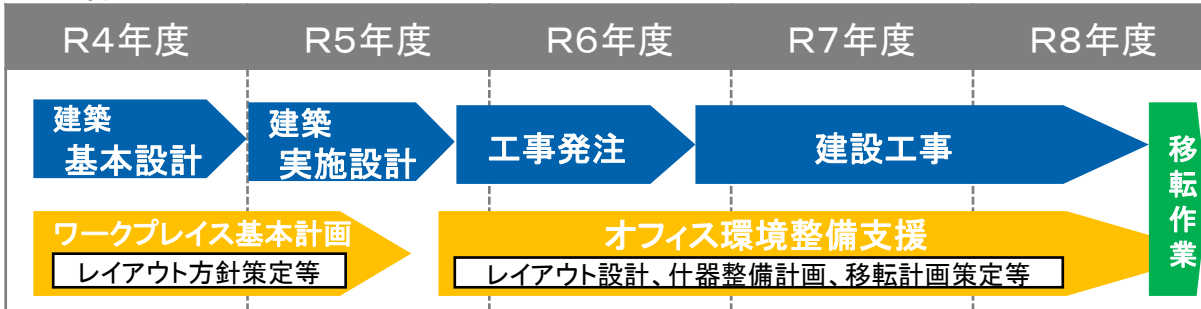 R4年度 R5年度 R6年度 R7年度 R8年度
建築
基本設計
建築
実施設計
工事発注
建設工事
移転作業
ワークプレイス基本計画
レイアウト方針策定等
オフィス環境整備支援
レイアウト設計、什器整備計画、移転計画策定等